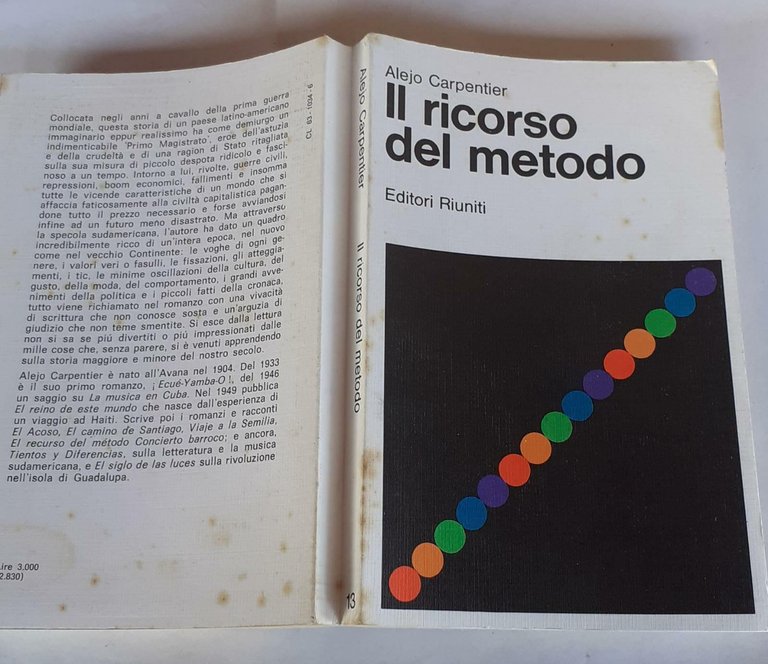 Collocata negli anni a cavallo della prima guerra
mondiale, questa storia di un paese latino-americano
immaginario eppur realissimo ha come demiurgo un
indimenticabile 'Primo Magistrato', eroe dell'astuzia
e della crudeltà e di una ragion di Stato ritagliata
sulla sua misura di piccolo despota ridicolo e fasci-
noso a un tempo. Intorno a lui, rivolte, guerre civili,
repressioni, boom economici, fallimenti e insomma
tutte le vicende caratteristiche di un mondo che si
affaccia faticosamente alla civiltà capitalistica pagan-
done tutto il prezzo necessario e forse avviandosi
infine ad un futuro meno disastrato. Ma attraverso
la specola sudamericana, l'autore ha dato un quadro
incredibilmente ricco di un'intera epoca, nel nuovo
come nel vecchio Continente: le voghe di ogni ge-
nere, i valori veri o fasulli, le fissazioni, gli atteggia-
menti, i tic, le minime oscillazioni della cultura, del
gusto, della moda, del comportamento, i grandi avve-
nimenti della politica e i piccoli fatti della cronaca,
tutto viene richiamato nel romanzo con una vivacità
di scrittura che non conosce sosta e un'arguzia di
giudizio che non teme smentite. Si esce dalla lettura
non si sa se piú divertiti o piú impressionati dalle
mille cose che, senza parere, si è venuti apprendendo
sulla storia maggiore e minore del nostro secolo.
Alejo Carpentier è nato all'Avana nel 1904. Del 1933
è il suo primo romanzo, ¡Ecué-Yamba-O!, del 1946
un saggio su La musica en Cuba. Nel 1949 pubblica
El reino de este mundo che nasce dall'esperienza di
un viaggio ad Haiti. Scrive poi i romanzi e racconti
El Acoso, El camino de Santiago, Viaje a la Semilia,
El recurso del método Concierto barroco; e ancora,
Tientos y Diferencias, sulla letteratura e la musica
sudamericana, e El siglo de las luces sulla rivoluzione
nell'isola di Guadalupa.
CL 63-1034-6
Lire 3.000
2.830)
Alejo Carpentier Il ricorso del metodo
13
Alejo Carpentier
Il ricorso
del metodo
Editori Riuniti